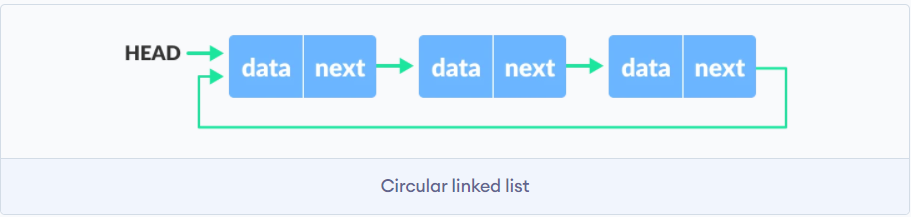 HEAD data next data next data next
Circular linked list